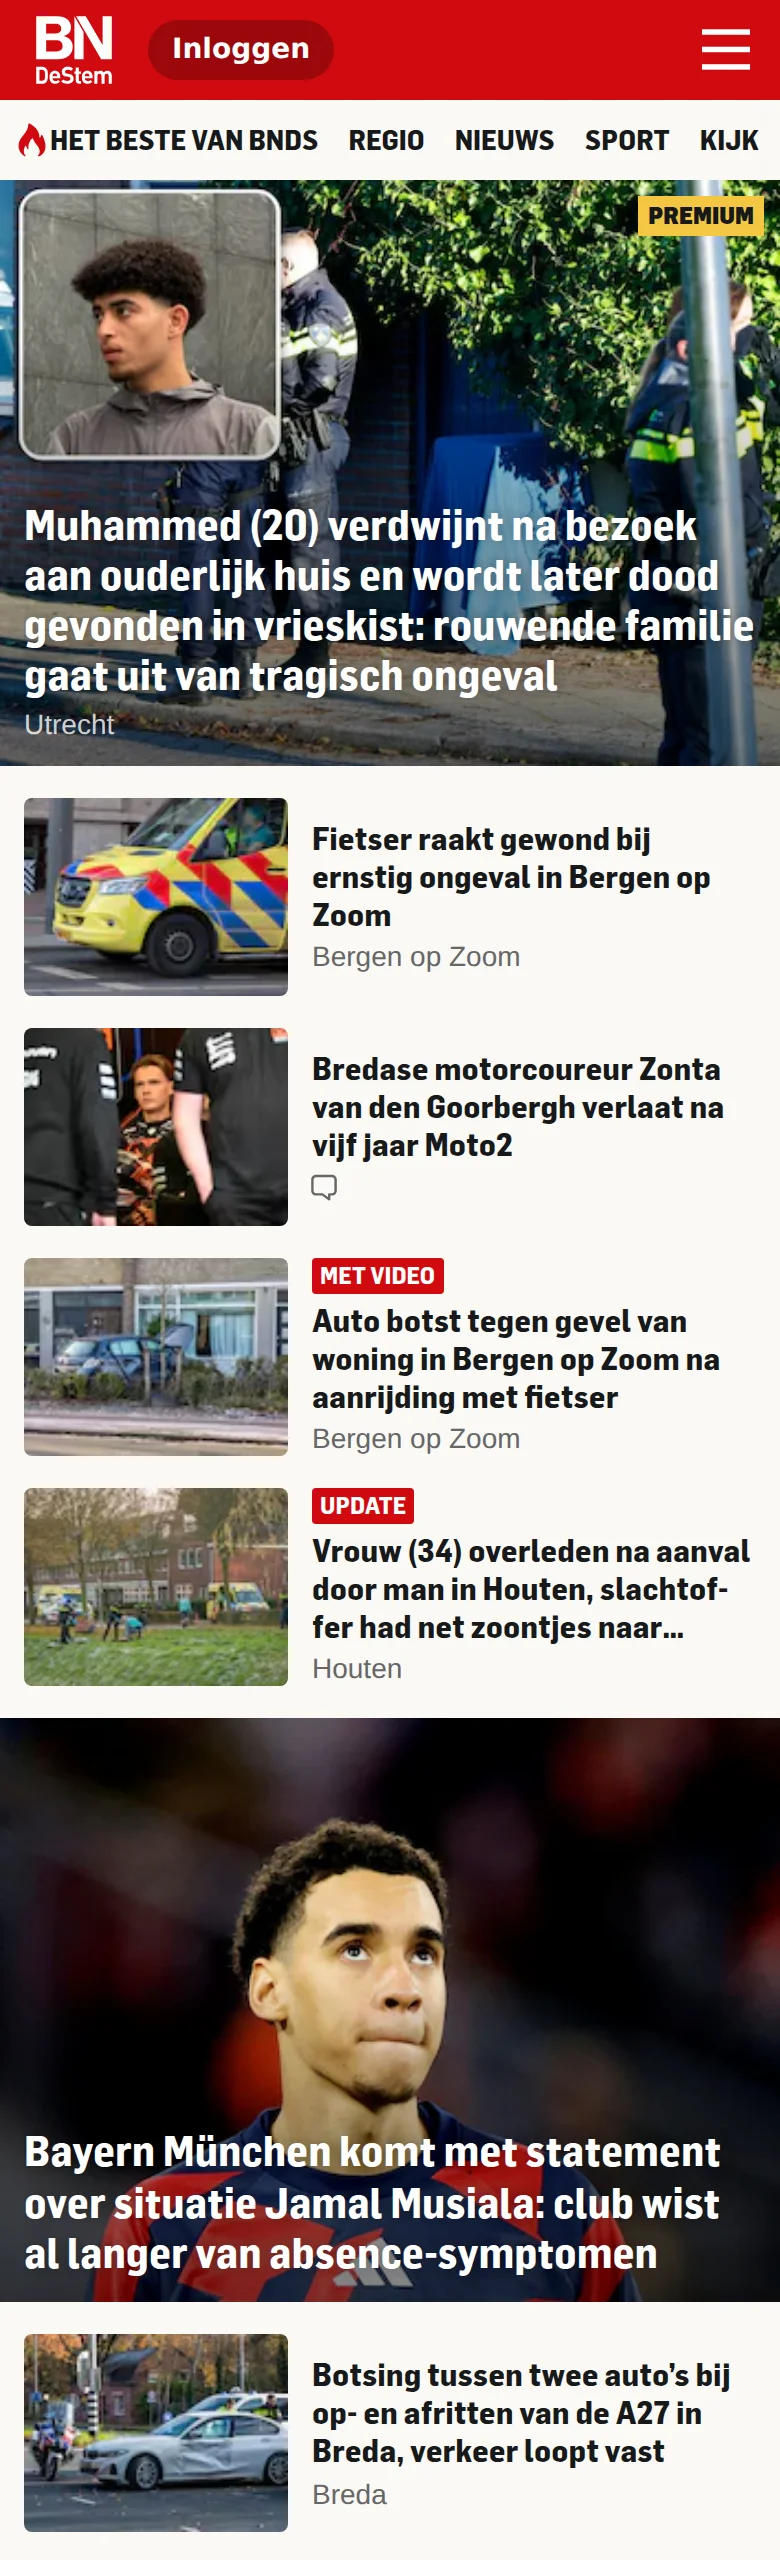 BN
DeStem
Inloggen
HET BESTE VAN BNDS REGIO NIEUWS SPORT KIJK
PREMIUM
Muhammed (20) verdwijnt na bezoek
aan ouderlijk huis en wordt later dood
gevonden in vrieskist: rouwende familie
gaat uit van tragisch ongeval
Utrecht
Fietser raakt gewond bij
ernstig ongeval in Bergen op
Zoom
Bergen op Zoom
Bredase motorcoureur Zonta
van den Goorbergh verlaat na
vijf jaar Moto2
MET VIDEO
Auto botst tegen gevel van
woning in Bergen op Zoom na
aanrijding met fietser
Bergen op Zoom
UPDATE
Vrouw (34) overleden na aanval
door man in Houten, slachtof-
fer had net zoontjes naar...
Houten
Bayern München komt met statement
over situatie Jamal Musiala: club wist
al langer van absence-symptomen
Botsing tussen twee auto’s bij
op- en afritten van de A27 in
Breda, verkeer loopt vast
Breda